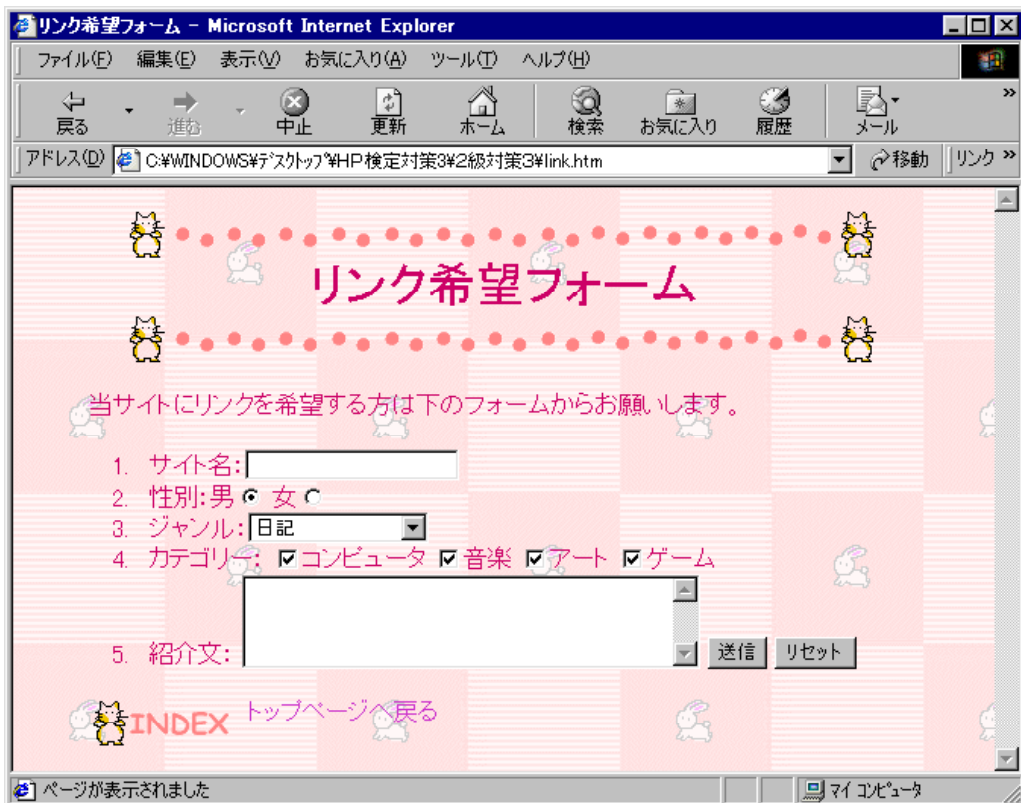 リンク希望フォーム - Microsoft Internet Explorer
ファイル(F) 編集(E) 表示(V) お気に入り(A) ツール(T) ヘルプ(H)
戻る 進む 中止 更新 ホーム 検索 お気に入り 履歴 メール »
アドレス(D) C:¥WINDOWS¥デスクトップ¥HP検定対策3¥2級対策3¥link.htm 移動 リンク »
リンク希望フォーム
当サイトにリンクを希望する方は下のフォームからお願いします。
1. サイト名:
2. 性別:男 女
3. ジャンル: 日記
4. カテゴリー: コンピュータ 音楽 アート ゲーム
5. 紹介文: 送信 リセット
INDEX トップページへ戻る
ページが表示されました マイ コンピュータ